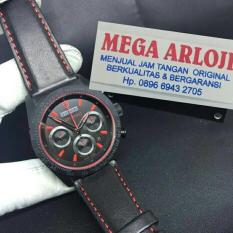 MEGA ARLOJI
MENJUAL JAM TANGAN ORIGINAL
BERKUALITAS & BERGARANSI
Hp 0896 6943 2705